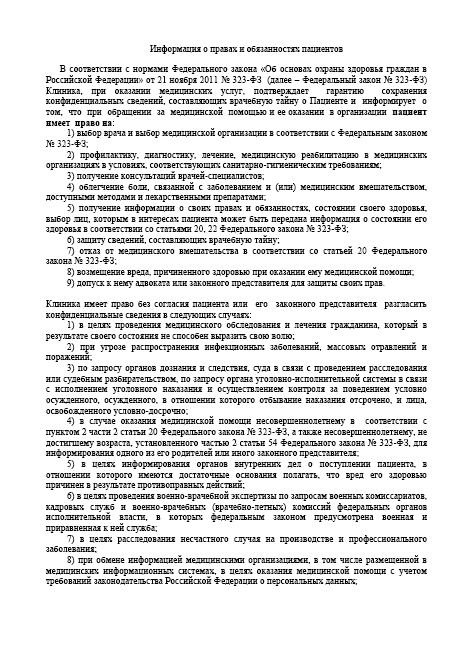 Информация о правах и обязанностях пациентов
В соответствии с нормами Федерального закона «Об основах охраны здоровья граждан в
Российской Федерации» от 21 ноября 2011 № 323-ФЗ (далее – Федеральный закон № 323-ФЗ)
Клиника, при оказании медицинских услуг, подтверждает гарантию сохранения
конфиденциальных сведений, составляющих врачебную тайну о Пациенте и информирует о
том, что при обращении за медицинской помощью и ее оказании в организации пациент
имеет право на:
1) выбор врача и выбор медицинской организации в соответствии с Федеральным законом
№ 323-ФЗ;
2) профилактику, диагностику, лечение, медицинскую реабилитацию в медицинских
организациях в условиях, соответствующих санитарно-гигиеническим требованиям;
3) получение консультаций врачей-специалистов;
4) облегчение боли, связанной с заболеванием и (или) медицинским вмешательством,
доступными методами и лекарственными препаратами;
5) получение информации о своих правах и обязанностях, состоянии своего здоровья,
выбор лиц, которым в интересах пациента может быть передана информация о состоянии его
здоровья в соответствии со статьями 20, 22 Федерального закона № 323-ФЗ;
6) защиту сведений, составляющих врачебную тайну;
7) отказ от медицинского вмешательства в соответствии со статьей 20 Федерального
закона № 323-ФЗ;
8) возмещение вреда, причиненного здоровью при оказании ему медицинской помощи;
9) допуск к нему адвоката или законного представителя для защиты своих прав.
Клиника имеет право без согласия пациента или его законного представителя разгласить
конфиденциальные сведения в следующих случаях:
1) в целях проведения медицинского обследования и лечения гражданина, который в
результате своего состояния не способен выразить свою волю;
2) при угрозе распространения инфекционных заболеваний, массовых отравлений и
поражений;
3) по запросу органов дознания и следствия, суда в связи с проведением расследования
или судебным разбирательством, по запросу органа уголовно-исполнительной системы в связи
с исполнением уголовного наказания и осуществлением контроля за поведением условно
осужденного, осужденного, в отношении которого отбывание наказания отсрочено, и лица,
освобожденного условно-досрочно;
4) в случае оказания медицинской помощи несовершеннолетнему в соответствии с
пунктом 2 части 2 статьи 20 Федерального закона № 323-ФЗ, а также несовершеннолетнему, не
достигшему возраста, установленного частью 2 статьи 54 Федерального закона № 323-ФЗ, для
информирования одного из его родителей или иного законного представителя;
5) в целях информирования органов внутренних дел о поступлении пациента, в
отношении которого имеются достаточные основания полагать, что вред его здоровью
причинен в результате противоправных действий;
6) в целях проведения военно-врачебной экспертизы по запросам военных комиссариатов,
кадровых служб и военно-врачебных (врачебно-летных) комиссий федеральных органов
исполнительной власти, в которых федеральным законом предусмотрена военная и
приравненная к ней служба;
7) в целях расследования несчастного случая на производстве и профессионального
заболевания;
8) при обмене информацией медицинскими организациями, в том числе размещенной в
медицинских информационных системах, в целях оказания медицинской помощи с учетом
требований законодательства Российской Федерации о персональных данных;